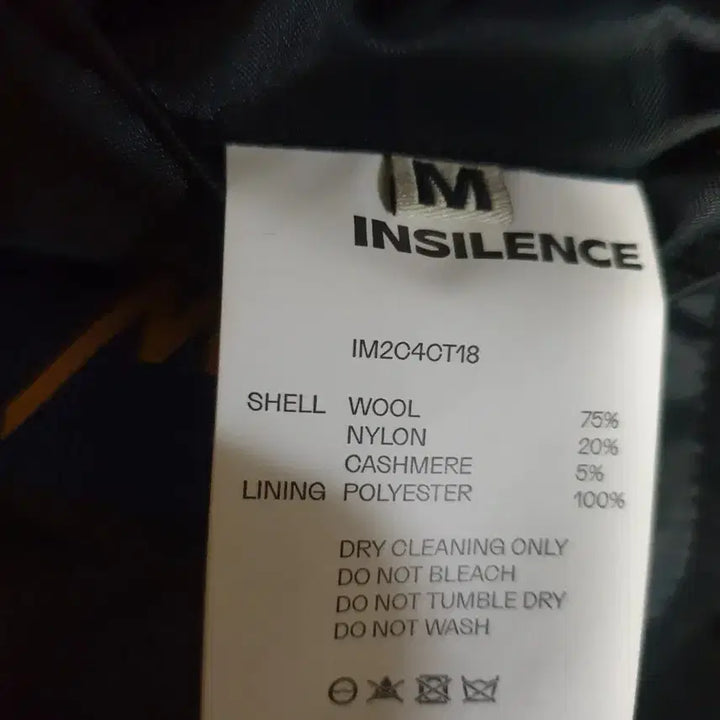 M
INSILENCE
IM2C4CT18
SHELL WOOL 75%
NYLON 20%
CASHMERE 5%
LINING POLYESTER 100%
DRY CLEANING ONLY
DO NOT BLEACH
DO NOT TUMBLE DRY
DO NOT WASH